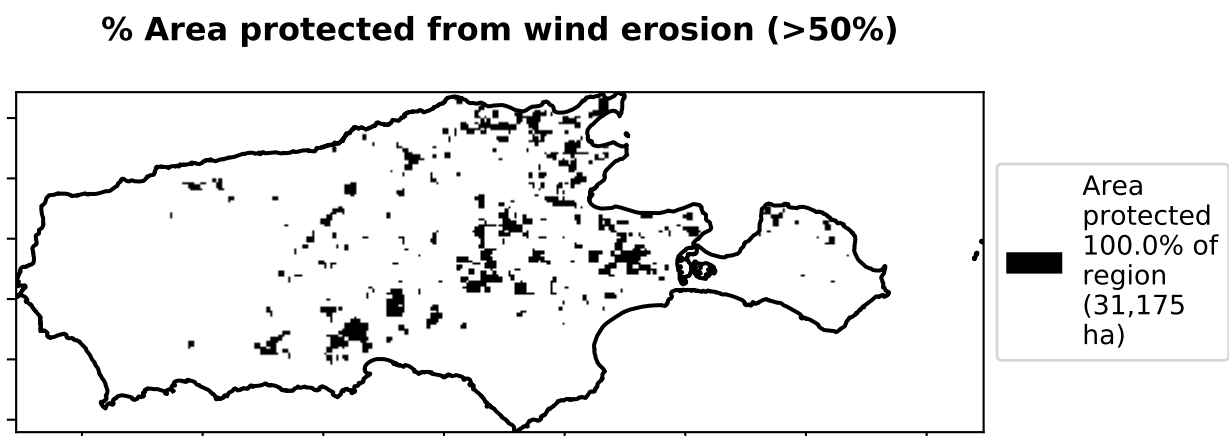 % Area protected from wind erosion (>50%)
Area
protected
100.0% of
region
(31,175
ha)